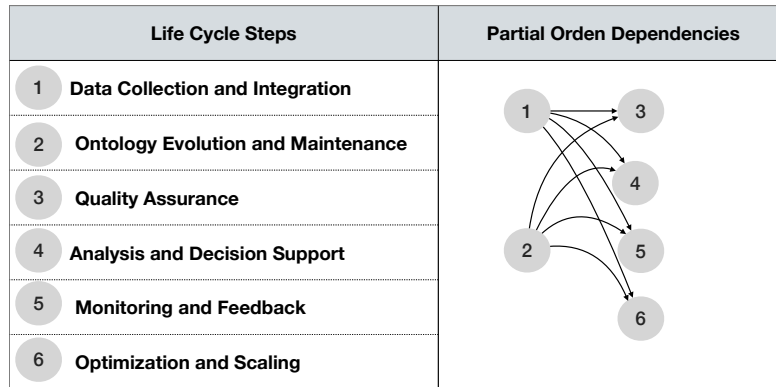 Life Cycle Steps
Partial Orden Dependencies
1 Data Collection and Integration
2 Ontology Evolution and Maintenance
3 Quality Assurance
4 Analysis and Decision Support
5 Monitoring and Feedback
6 Optimization and Scaling
1
3
4
2
5
6